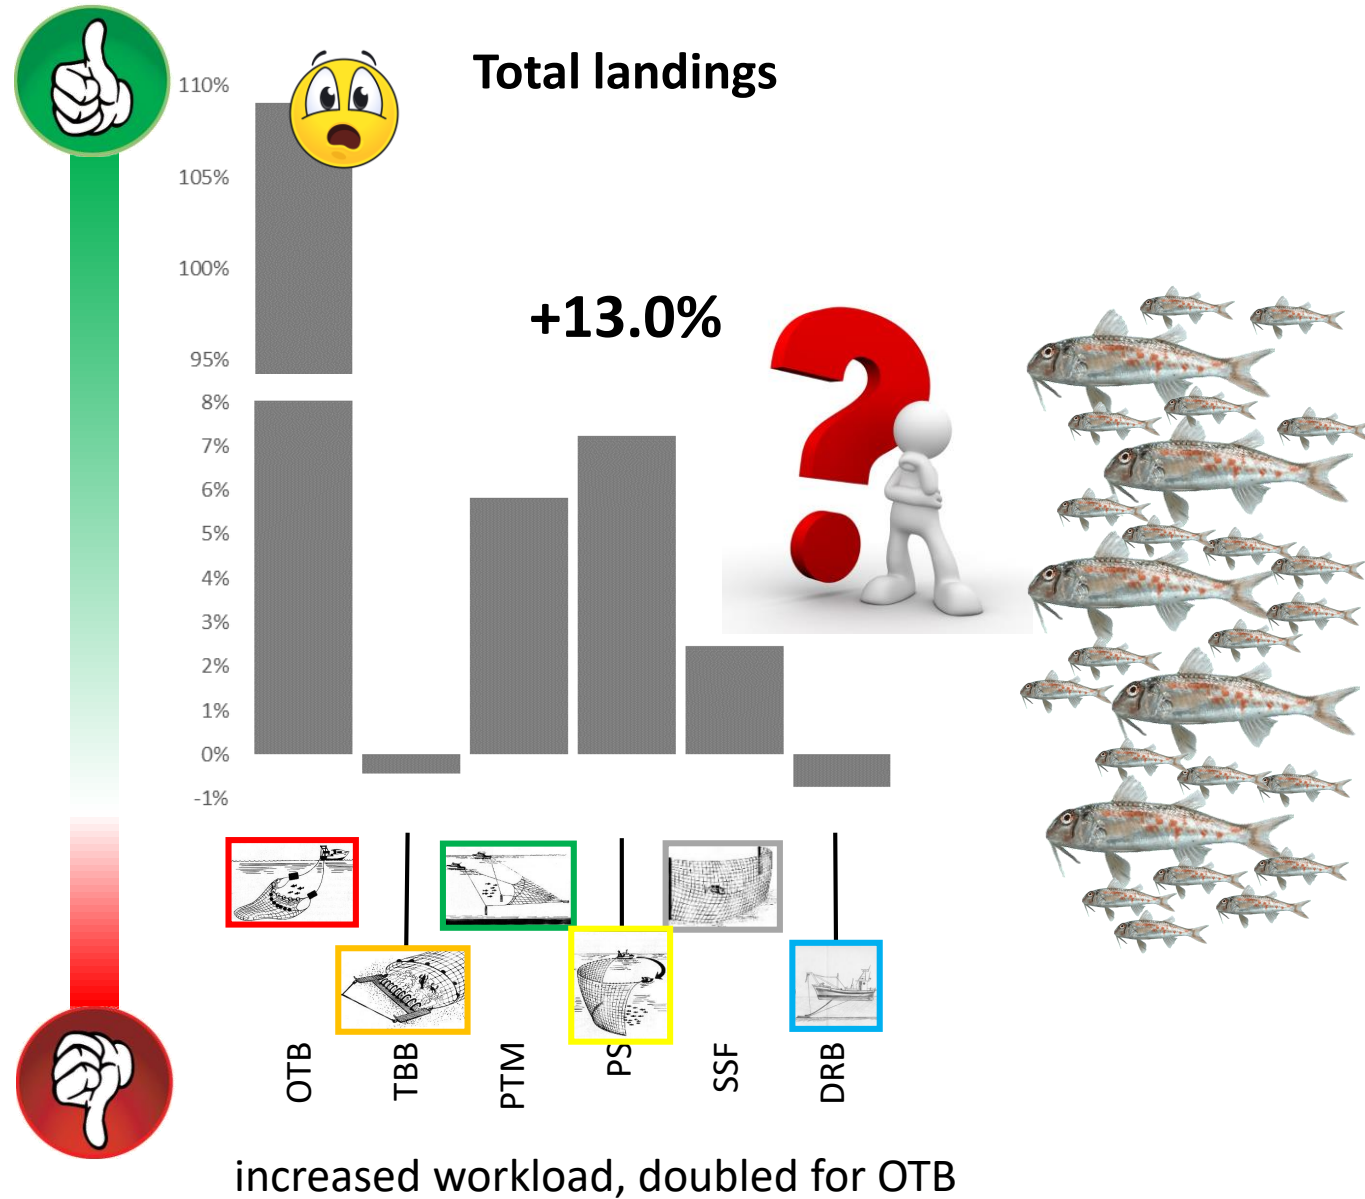 Total landings
110%
105%
100%
95%
8%
7%
6%
5%
4%
3%
2%
1%
0%
-1%
+13.0%
OTB
TBB
PTM
PS
SSF
DRB
increased workload, doubled for OTB